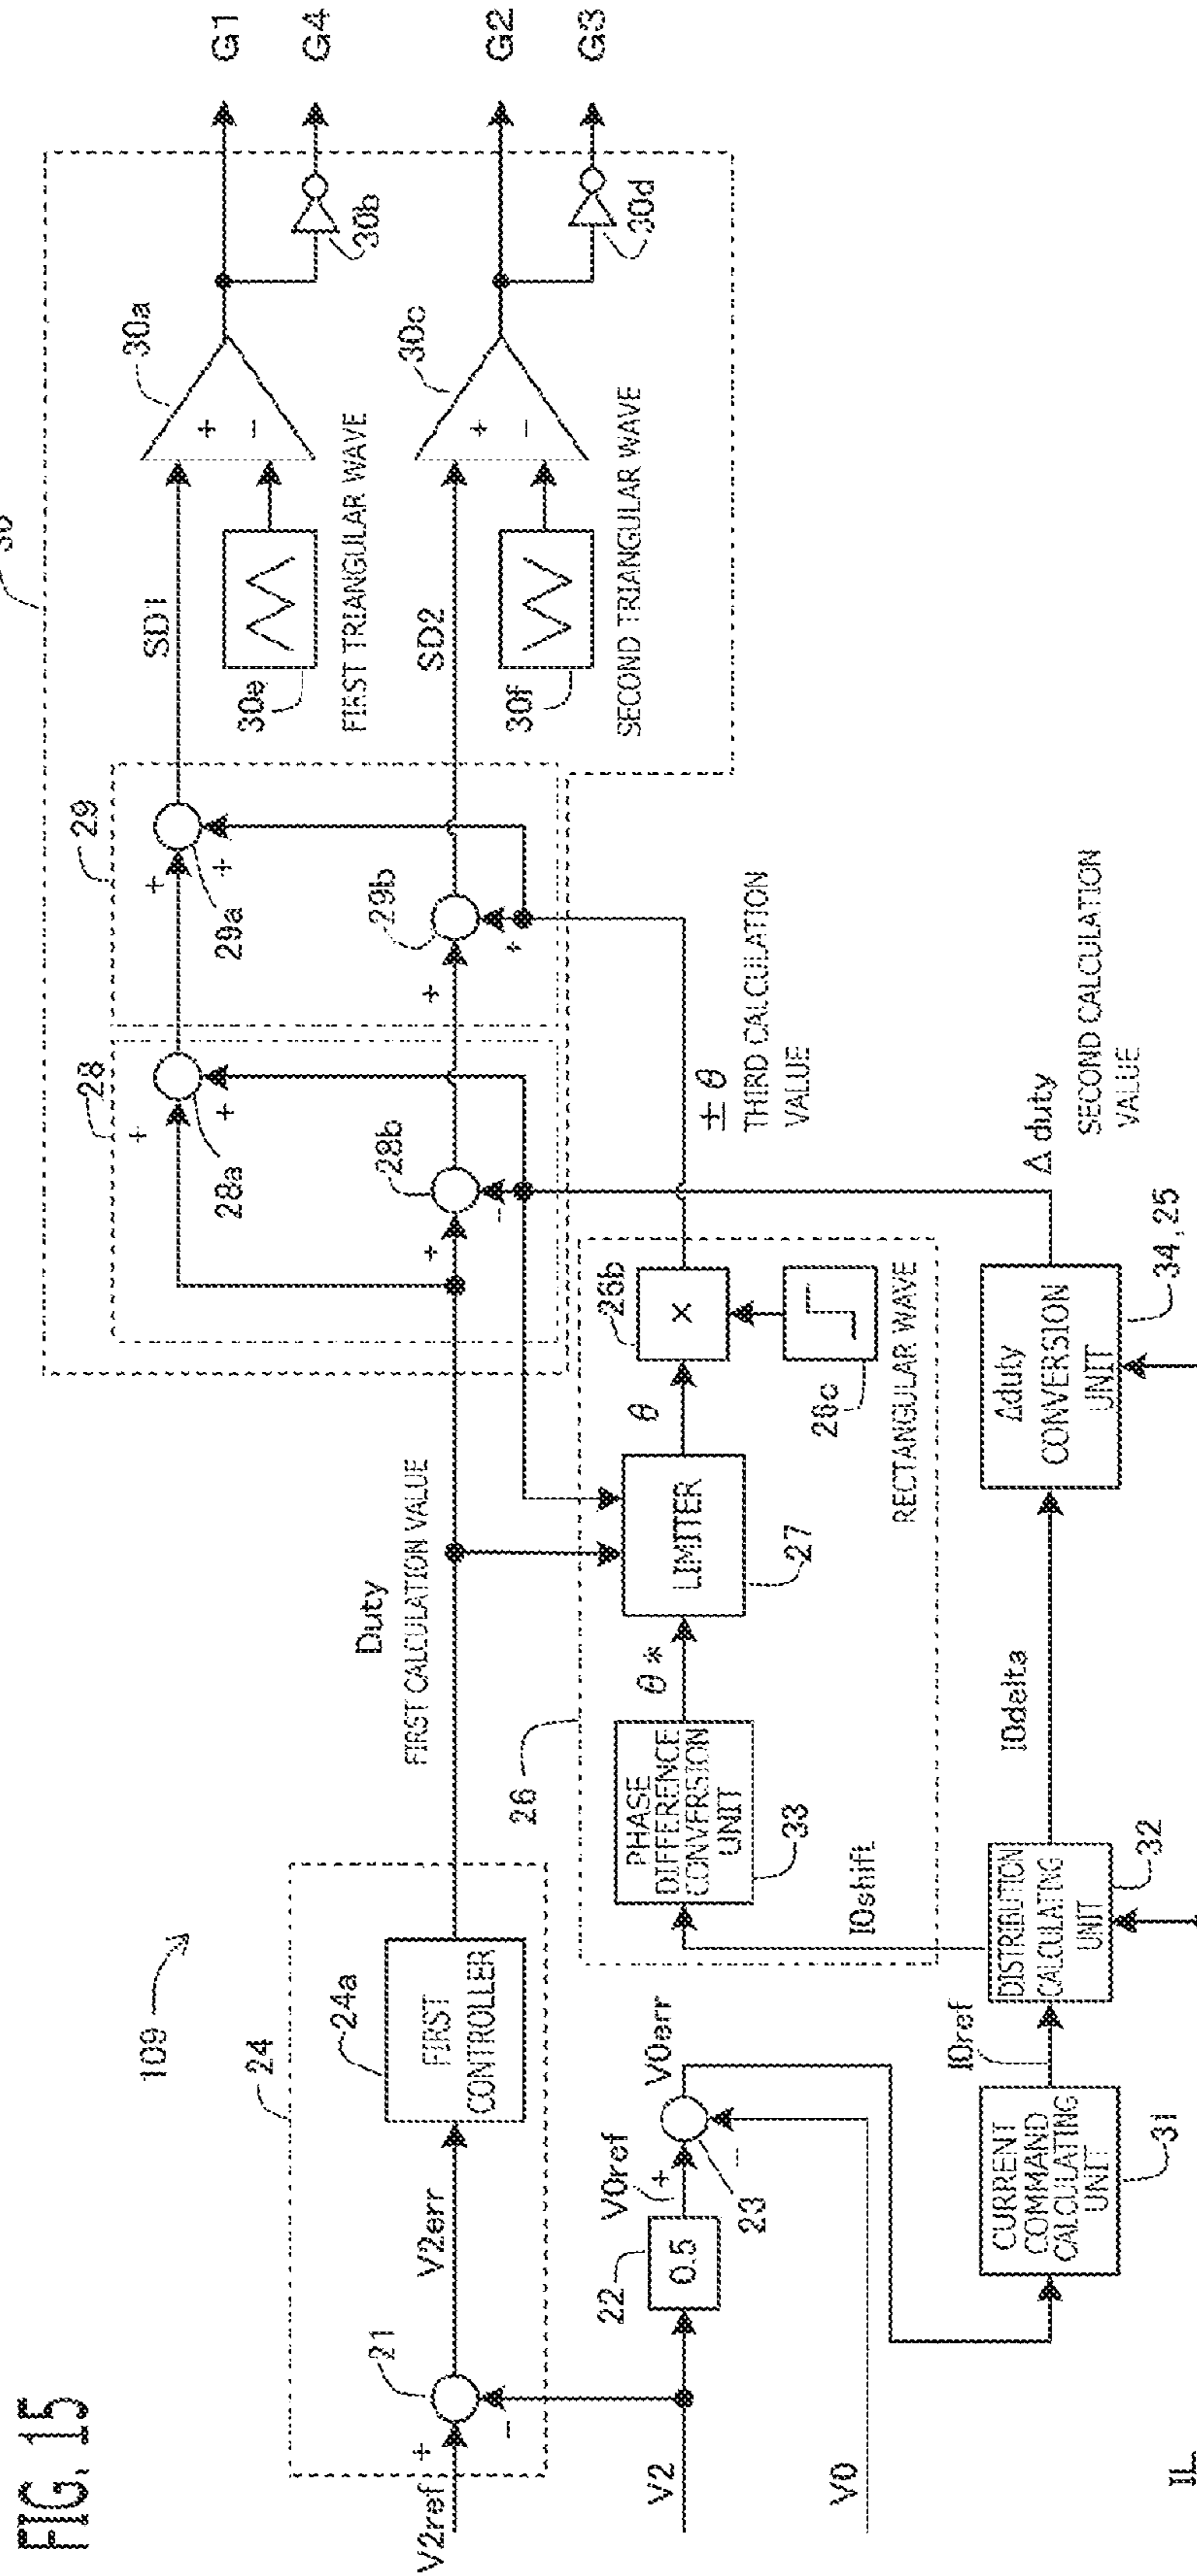 FIG. 15
109
30
24
V2ref
+
-
21
V2err
24a
FIRST
CONTROLLER
Duty
FIRST CALCULATION VALUE
28
+
+
28a
+
-
28b
29
+
+
29a
+
+
29b
SD1
SD2
30e
FIRST TRIANGULAR WAVE
30f
SECOND TRIANGULAR WAVE
+
-
30a
+
-
30c
30b
30d
G1
G4
G2
G3
V2
22
0.5
V0ref
+
-
23
V0err
V0
26
PHASE
DIFFERENCE
CONVERSION
UNIT
33
θ*
LIMITER
27
θ
26b
×
26c
RECTANGULAR WAVE
± θ
THIRD CALCULATION
VALUE
CURRENT
COMMAND
CALCULATING
UNIT
31
I0ref
DISTRIBUTION
CALCULATING
UNIT
32
I0shift
I0delta
Δduty
CONVERSION
UNIT
34, 25
Δ duty
SECOND CALCULATION
VALUE
IL